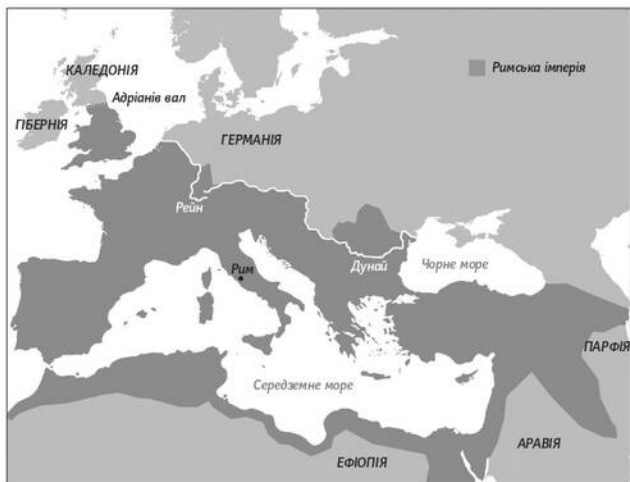 КАЛЕДОНІЯ
Римська імперія
Адріанів вал
ГІБЕРНІЯ
ГЕРМАНІЯ
Рейн
Рим
Дунай
Чорне море
ПАРФІЯ
Середземне море
АРАВІЯ
ЕФІОПІЯ